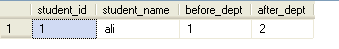 student_id student_name before_dept after_dept
1 1 ali 1 2